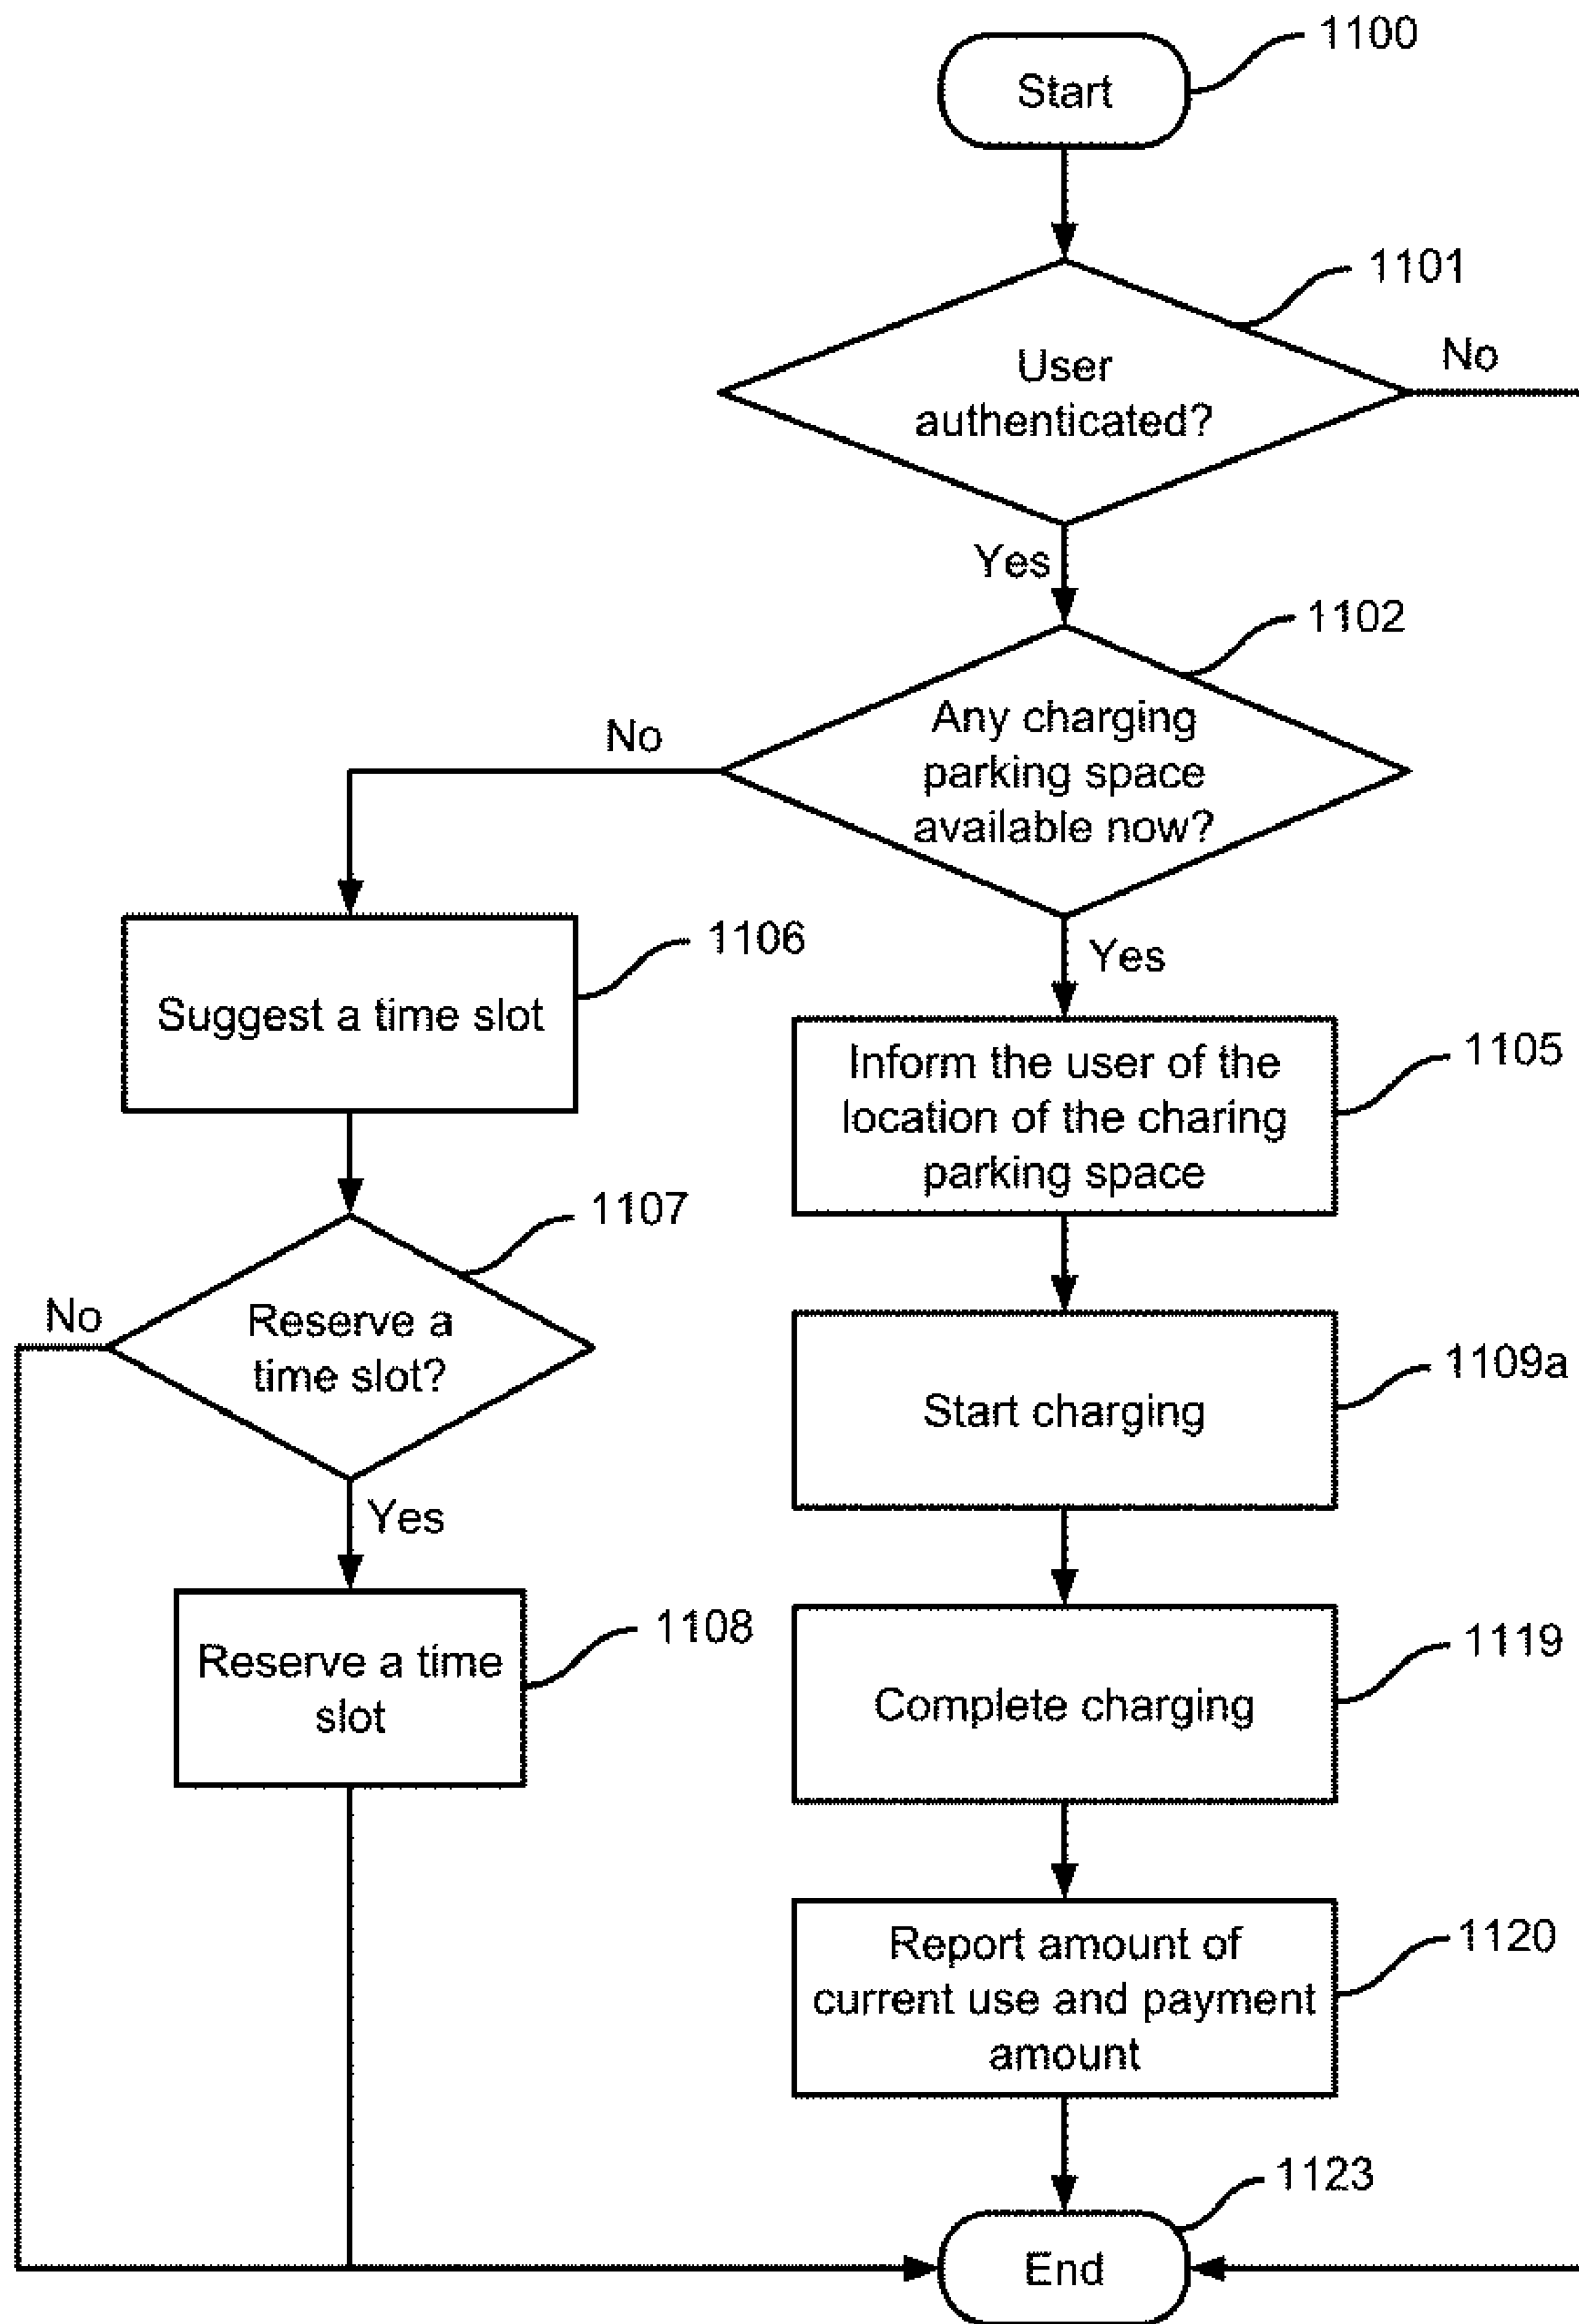 1100
Start
1101
User
authenticated?
No
Yes
1102
Any charging
parking space
available now?
No
Yes
1106
Suggest a time slot
1105
Inform the user of the
location of the charing
parking space
1107
Reserve a
time slot?
No
Yes
1109a
Start charging
1108
Reserve a time
slot
1119
Complete charging
1120
Report amount of
current use and payment
amount
1123
End